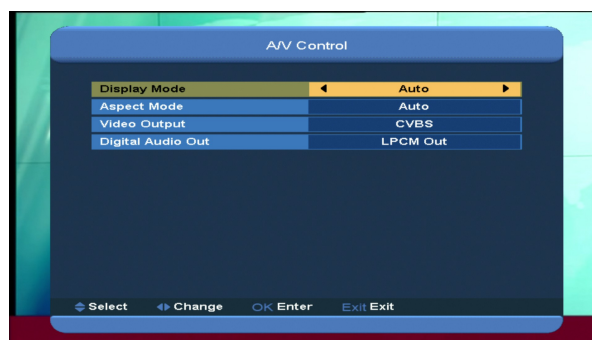 A/V Control
Display Mode Auto
Aspect Mode Auto
Video Output CVBS
Digital Audio Out LPCM Out
Select Change OK Enter Exit Exit